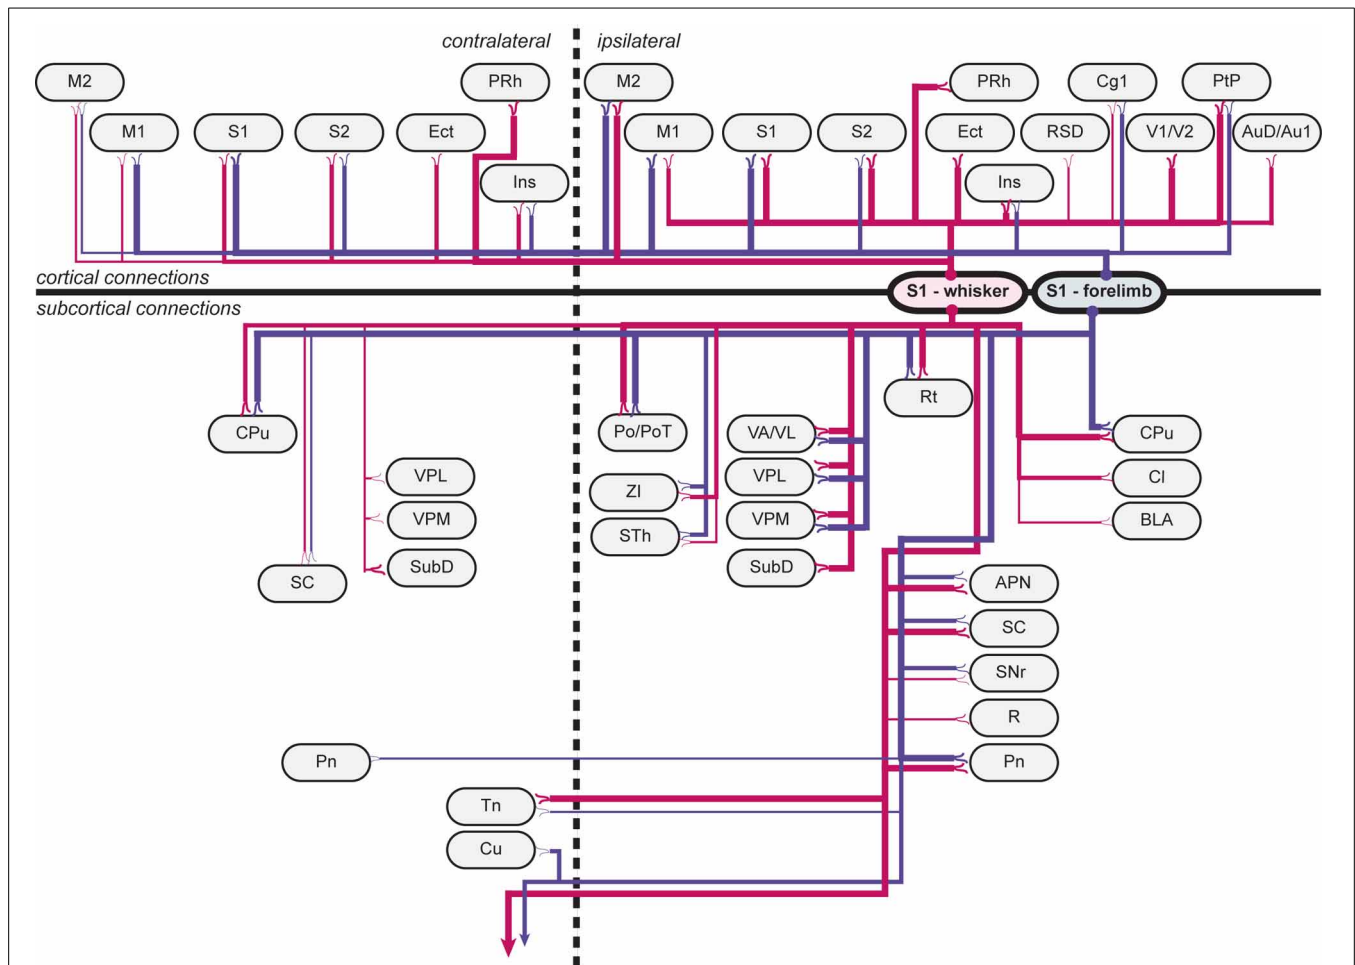 contralateral
ipsilateral
M2
PRh
M2
PRh
Cg1
PtP
M1
S1
S2
Ect
M1
S1
S2
Ect
RSD
V1/V2
AuD/Au1
Ins
Ins
cortical connections
S1 - whisker
S1 - forelimb
subcortical connections
Rt
CPu
Po/PoT
VA/VL
CPu
VPL
ZI
VPL
Cl
VPM
STh
VPM
BLA
SC
SubD
SubD
APN
SC
SNr
R
Pn
Pn
Tn
Cu